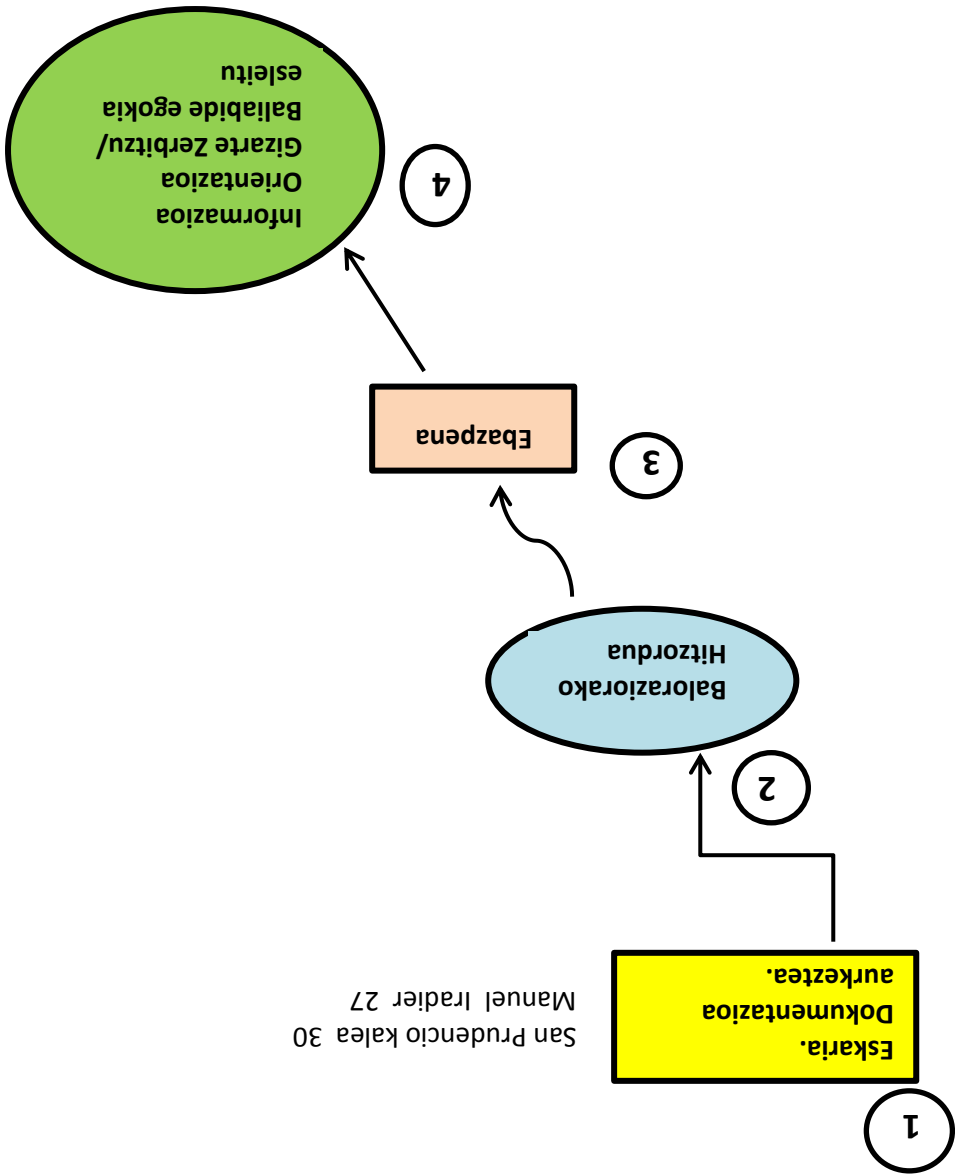 1
Eskaria.
Dokumentazioa
aurkeztea.
San Prudencio kalea 30
Manuel Iradier 27
2
Baloraziorako
Hitzordua
3
Ebazpena
4
Informazioa
Orientazioa
Gizarte Zerbitzu/
Baliabide egokia
esleitu